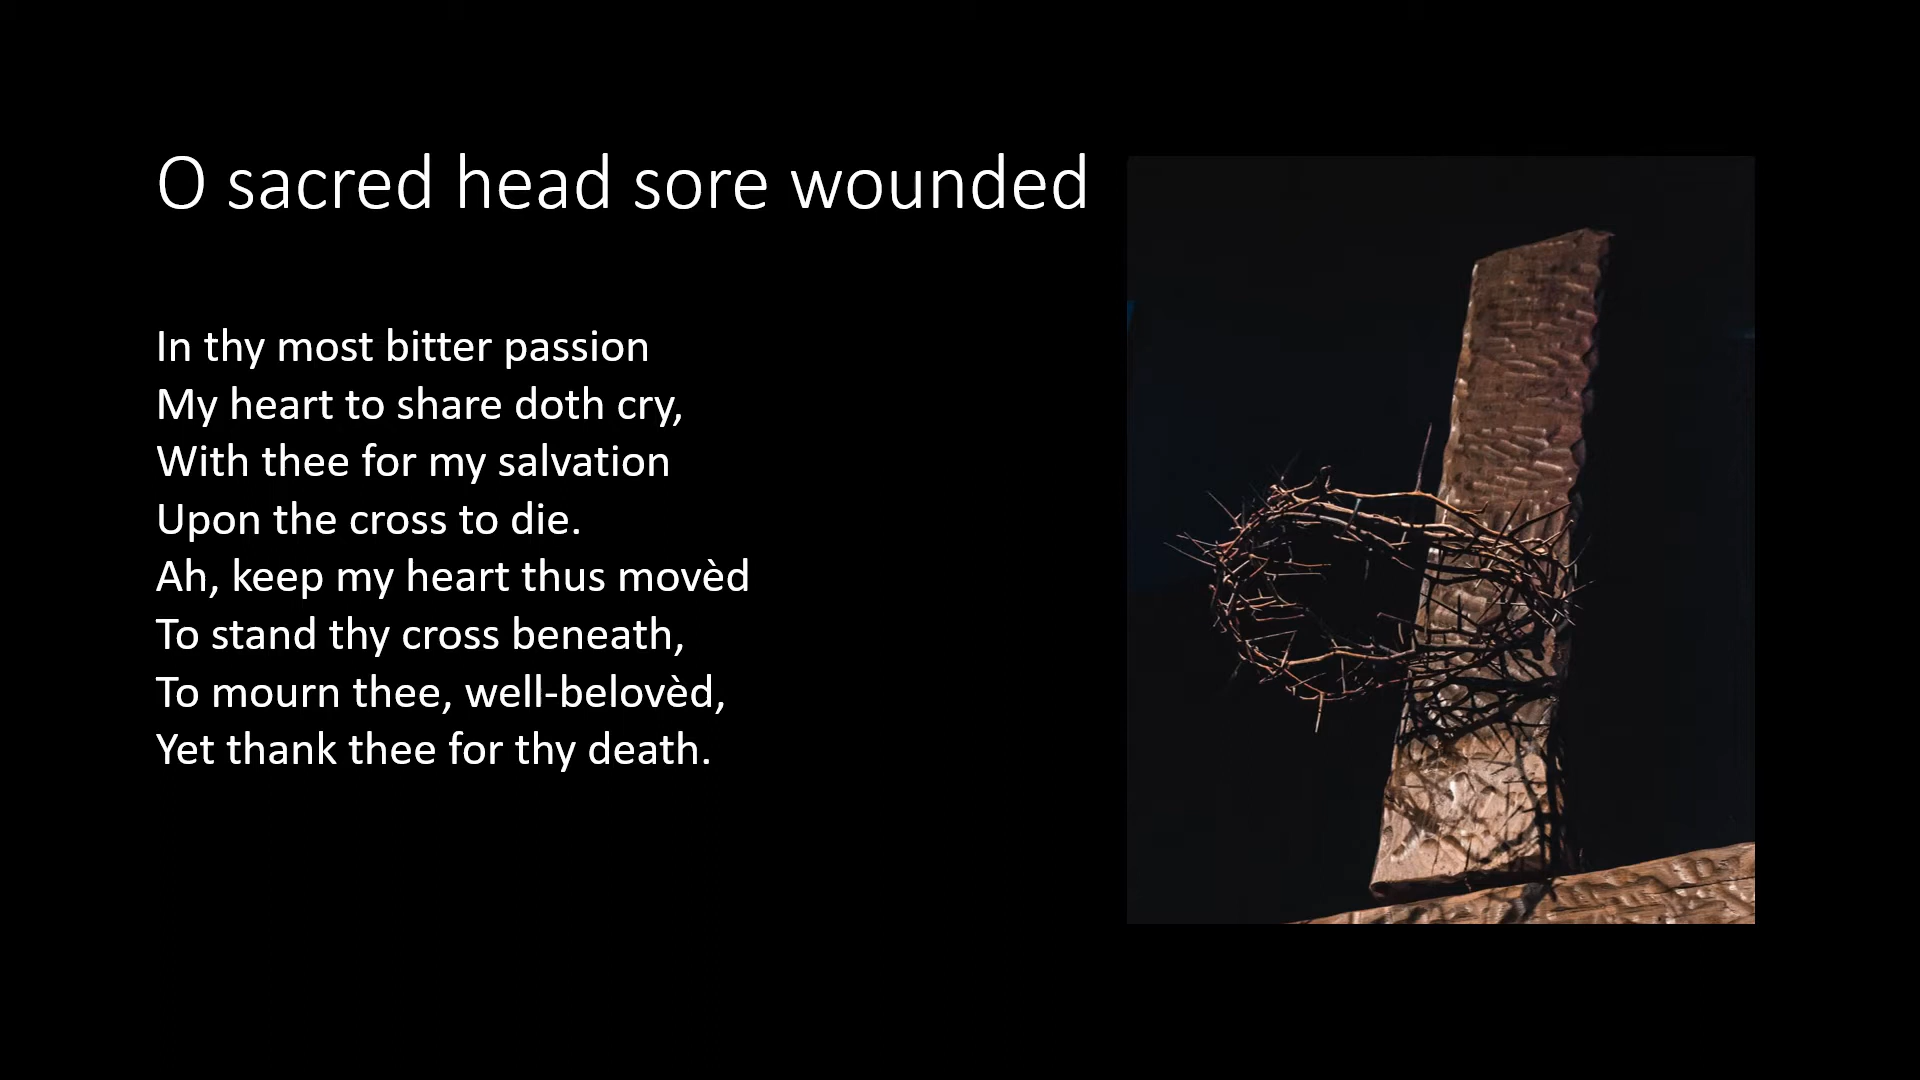 O sacred head sore wounded
In thy most bitter passion
My heart to share doth cry,
With thee for my salvation
Upon the cross to die.
Ah, keep my heart thus movèd
To stand thy cross beneath,
To mourn thee, well-belovèd,
Yet thank thee for thy death.